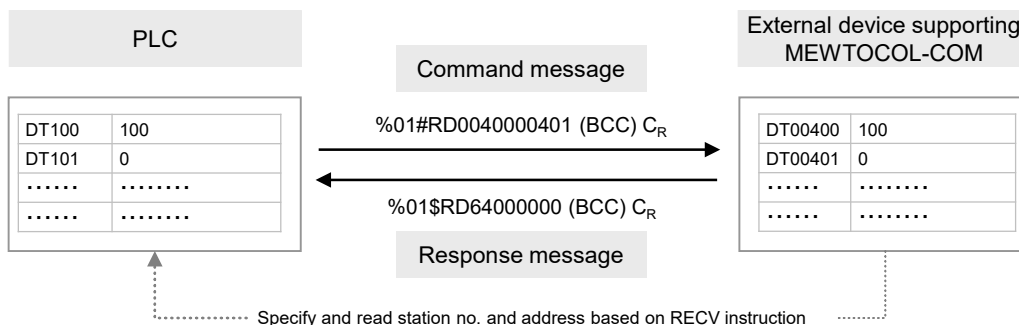 PLC
External device supporting
MEWTOCOL-COM
Command message
%01#RD0040000401 (BCC) CR
DT100 100
DT101 0
...... ........
...... ........
DT00400 100
DT00401 0
...... ........
...... ........
%01$RD64000000 (BCC) CR
Response message
Specify and read station no. and address based on RECV instruction